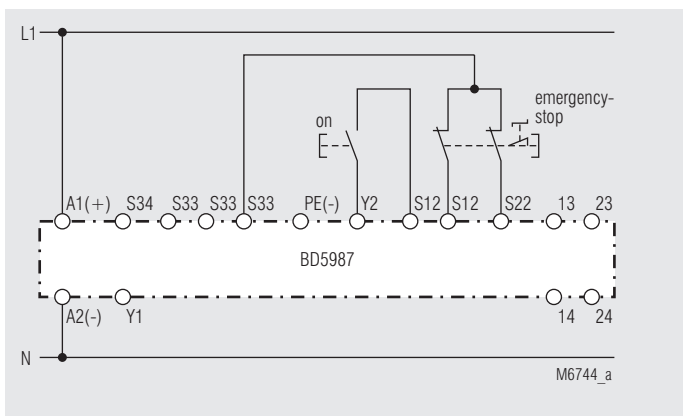 L1
emergency-
stop
on
A1(+) S34 S33 S33 S33 PE(-) Y2 S12 S12 S22 13 23
BD5987
A2(-) Y1 14 24
N
M6744_a